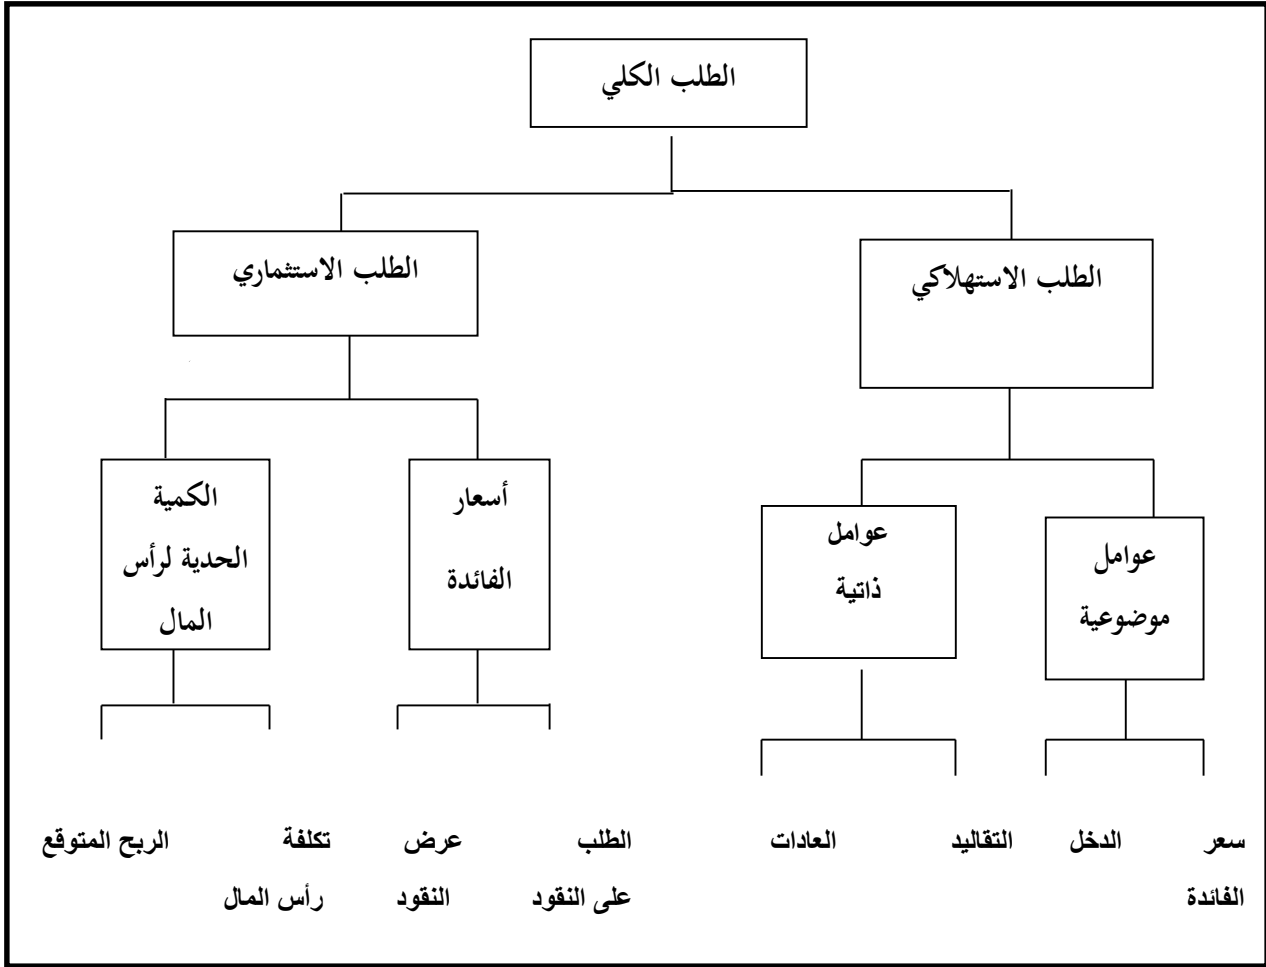 الطلب الكلي
الطلب الاستهلاكي
الطلب الاستثماري
عوامل
موضوعية
عوامل
ذاتية
أسعار
الفائدة
الكمية
الحدية لرأس
المال
سعر
الفائدة
الدخل
التقاليد
العادات
الطلب
على النقود
عرض
النقود
تكلفة
رأس المال
الربح المتوقع